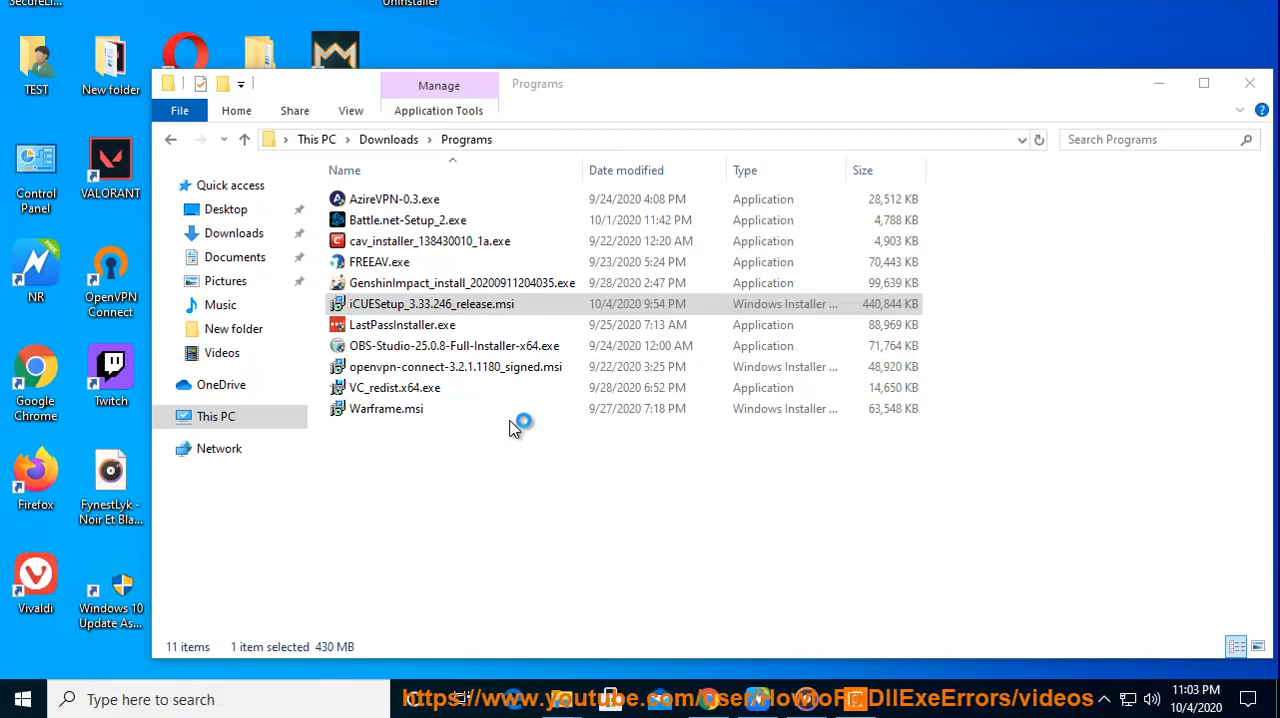 SecureLi...
Uninstaller
TEST
New folder
Control
Panel
VALORANT
NR
OpenVPN
Connect
Google
Chrome
Twitch
Firefox
FynestLyk -
Noir Et Bla...
Vivaldi
Windows 10
Update As...
Manage
Programs
File
Home
Share
View
Application Tools
This PC
Downloads
Programs
Search Programs
Name
Date modified
Type
Size
Quick access
Desktop
Downloads
Documents
Pictures
Music
New folder
Videos
OneDrive
This PC
Network
AzireVPN-0.3.exe 9/24/2020 4:08 PM Application 28,512 KB
Battle.net-Setup_2.exe 10/1/2020 11:42 PM Application 4,788 KB
cav_installer_138430010_1a.exe 9/22/2020 12:20 AM Application 4,903 KB
FREEAV.exe 9/23/2020 5:24 PM Application 70,443 KB
GenshinImpact_install_20200911204035.exe 9/28/2020 2:47 PM Application 99,639 KB
iCUESetup_3.33.246_release.msi 10/4/2020 9:54 PM Windows Installer ... 440,844 KB
LastPassInstaller.exe 9/25/2020 7:13 AM Application 88,969 KB
OBS-Studio-25.0.8-Full-Installer-x64.exe 9/24/2020 12:00 AM Application 71,764 KB
openvpn-connect-3.2.1.1180_signed.msi 9/22/2020 3:25 PM Windows Installer ... 48,920 KB
VC_redist.x64.exe 9/28/2020 6:52 PM Application 14,650 KB
Warframe.msi 9/27/2020 7:18 PM Windows Installer ... 63,548 KB
11 items 1 item selected 430 MB
Type here to search
https://www.youtube.com/user/HowtoFixDllExeErrors/videos
11:03 PM
10/4/2020